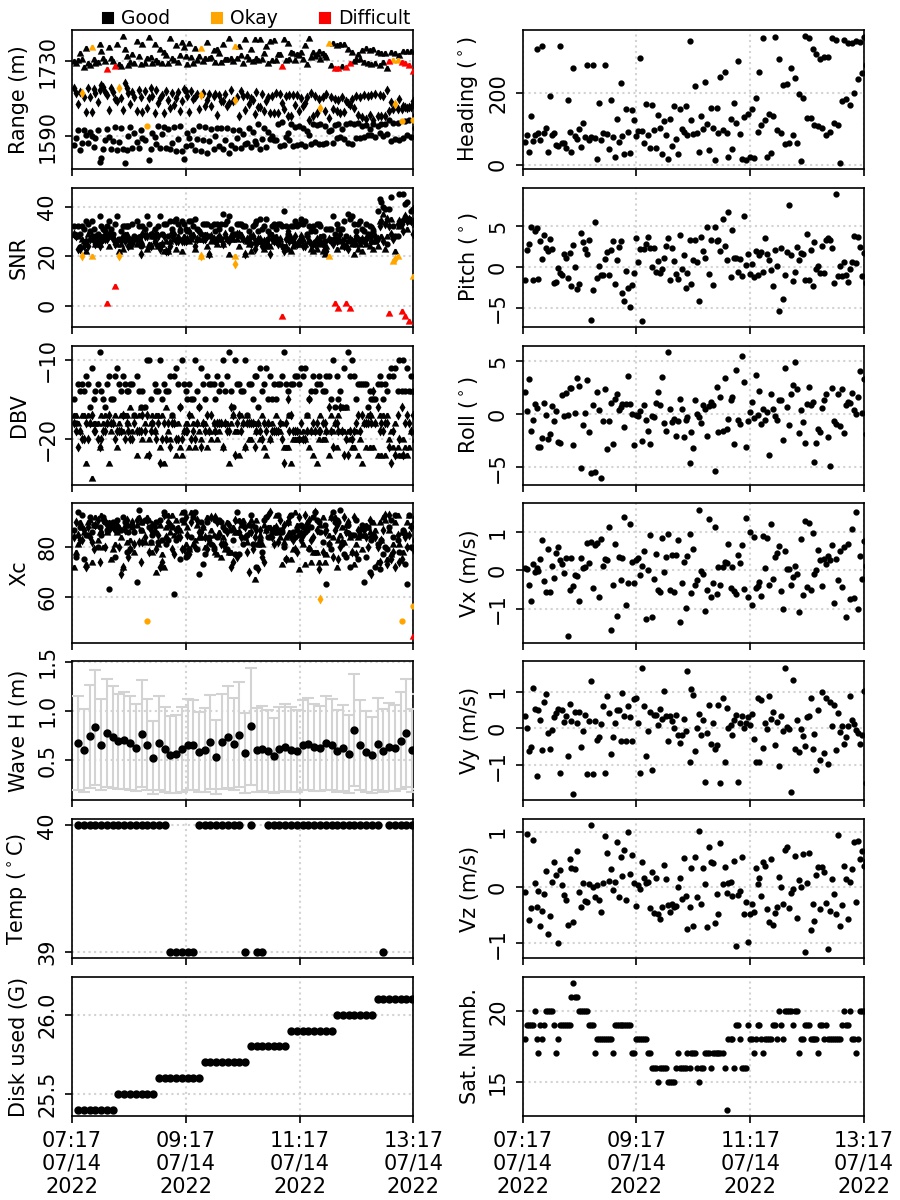 Good Okay Difficult
Range (m)
1730
1590
Heading (°)
200
0
SNR
40
20
0
Pitch (°)
5
0
−5
DBV
−10
−20
Roll (°)
5
0
−5
Xc
80
60
Vx (m/s)
1
0
−1
Wave H (m)
1.5
1.0
0.5
Vy (m/s)
1
0
−1
Temp (°C)
40
39
Vz (m/s)
1
0
−1
Disk used (G)
26.0
25.5
Sat. Numb.
20
15
07:17 09:17 11:17 13:17 07:17 09:17 11:17 13:17
07/14 07/14 07/14 07/14 07/14 07/14 07/14 07/14
2022 2022 2022 2022 2022 2022 2022 2022